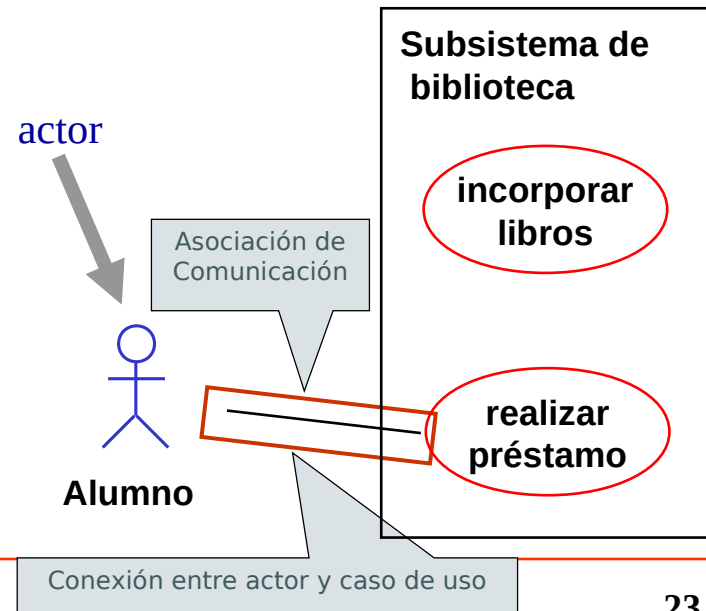 Subsistema de
biblioteca
actor
incorporar
libros
Asociación de
Comunicación
realizar
préstamo
Alumno
Conexión entre actor y caso de uso
23